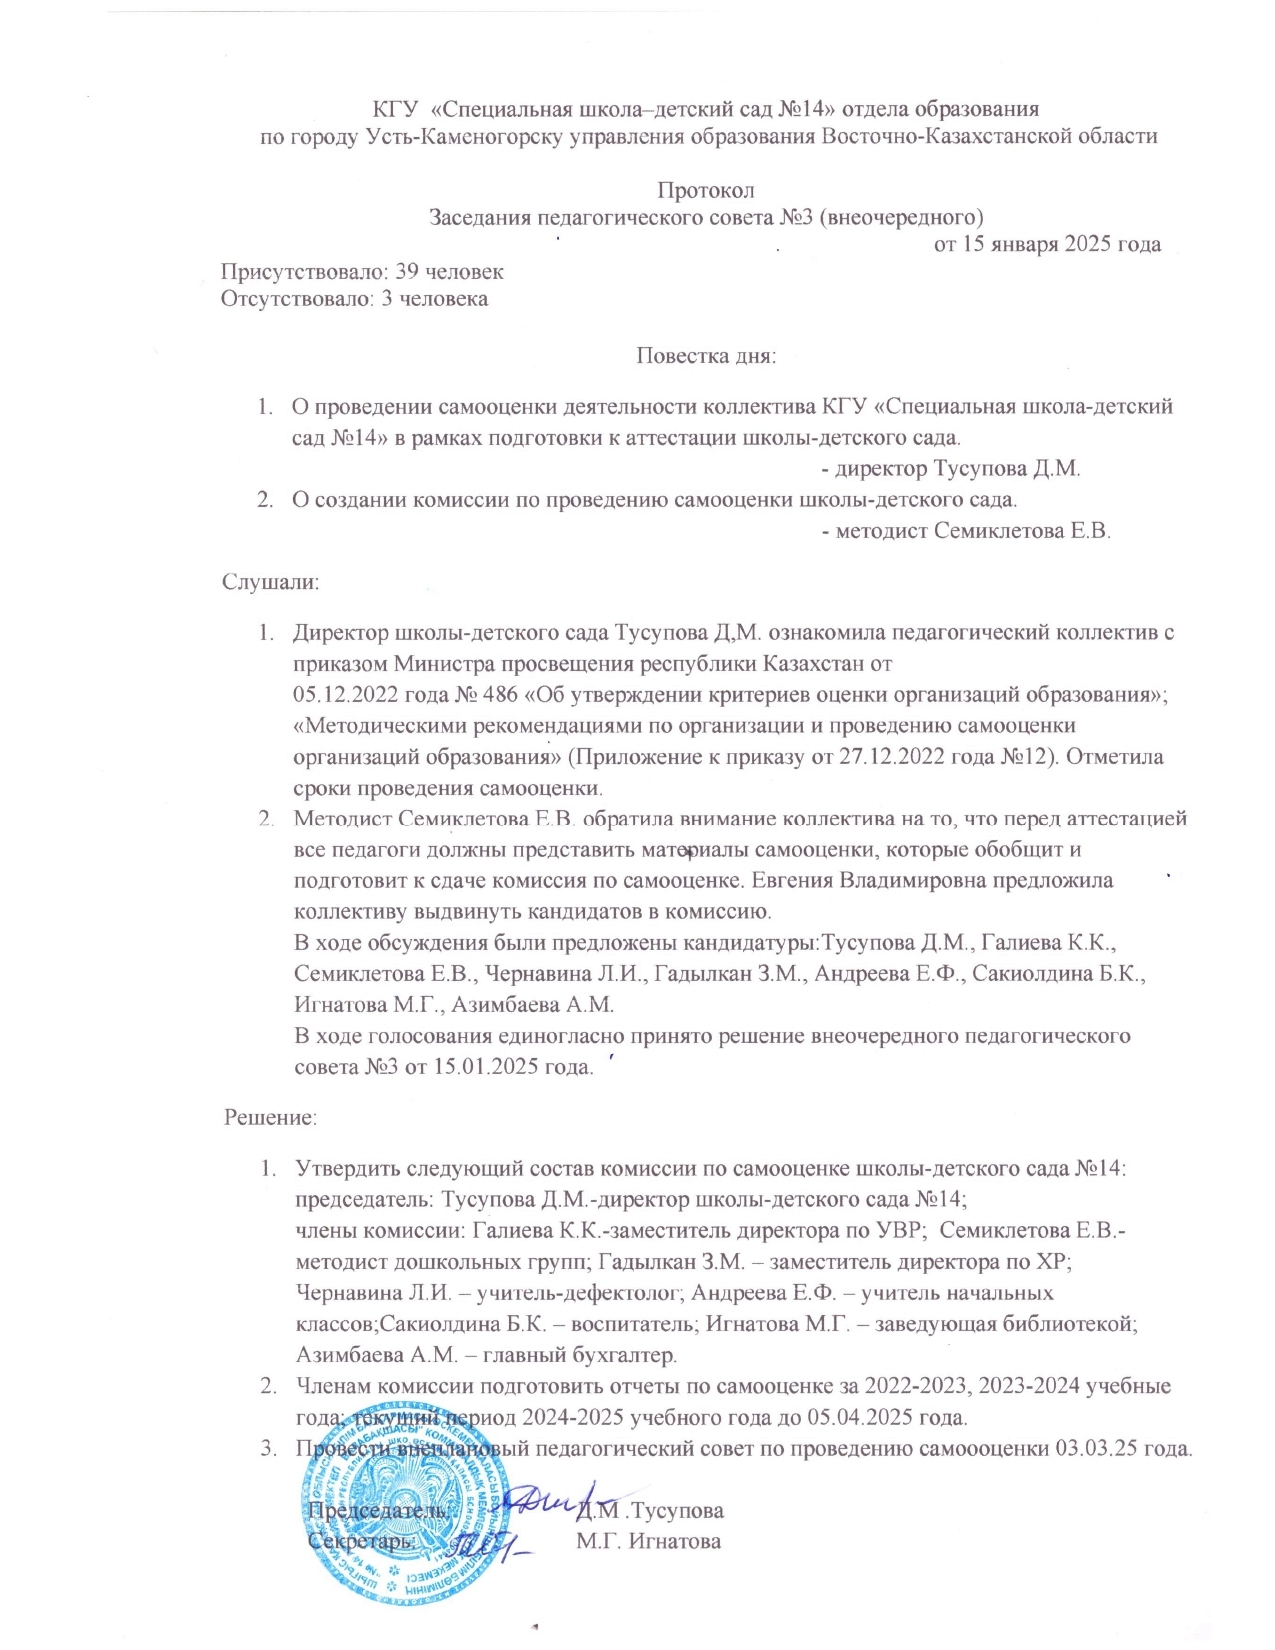 КГУ «Специальная школа–детский сад №14» отдела образования
по городу Усть-Каменогорску управления образования Восточно-Казахстанской области
Протокол
Заседания педагогического совета №3 (внеочередного)
от 15 января 2025 года
Присутствовало: 39 человек
Отсутствовало: 3 человека
Повестка дня:
1. О проведении самооценки деятельности коллектива КГУ «Специальная школа-детский
сад №14» в рамках подготовки к аттестации школы-детского сада.
- директор Тусупова Д.М.
2. О создании комиссии по проведению самооценки школы-детского сада.
- методист Семиклетова Е.В.
Слушали:
1. Директор школы-детского сада Тусупова Д,М. ознакомила педагогический коллектив с
приказом Министра просвещения республики Казахстан от
05.12.2022 года № 486 «Об утверждении критериев оценки организаций образования»;
«Методическими рекомендациями по организации и проведению самооценки
организаций образования» (Приложение к приказу от 27.12.2022 года №12). Отметила
сроки проведения самооценки.
2. Методист Семиклетова Е.В. обратила внимание коллектива на то, что перед аттестацией
все педагоги должны представить материалы самооценки, которые обобщит и
подготовит к сдаче комиссия по самооценке. Евгения Владимировна предложила
коллективу выдвинуть кандидатов в комиссию.
В ходе обсуждения были предложены кандидатуры:Тусупова Д.М., Галиева К.К.,
Семиклетова Е.В., Чернавина Л.И., Гадылкан З.М., Андреева Е.Ф., Сакиолдина Б.К.,
Игнатова М.Г., Азимбаева А.М.
В ходе голосования единогласно принято решение внеочередного педагогического
совета №3 от 15.01.2025 года.
Решение:
1. Утвердить следующий состав комиссии по самооценке школы-детского сада №14:
председатель: Тусупова Д.М.-директор школы-детского сада №14;
члены комиссии: Галиева К.К.-заместитель директора по УВР; Семиклетова Е.В.-
методист дошкольных групп; Гадылкан З.М. – заместитель директора по ХР;
Чернавина Л.И. – учитель-дефектолог; Андреева Е.Ф. – учитель начальных
классов;Сакиолдина Б.К. – воспитатель; Игнатова М.Г. – заведующая библиотекой;
Азимбаева А.М. – главный бухгалтер.
2. Членам комиссии подготовить отчеты по самооценке за 2022-2023, 2023-2024 учебные
года; текущий период 2024-2025 учебного года до 05.04.2025 года.
3. Провести внеплановый педагогический совет по проведению самоооценки 03.03.25 года.
Председатель: Д.М .Тусупова
Секретарь: М.Г. Игнатова